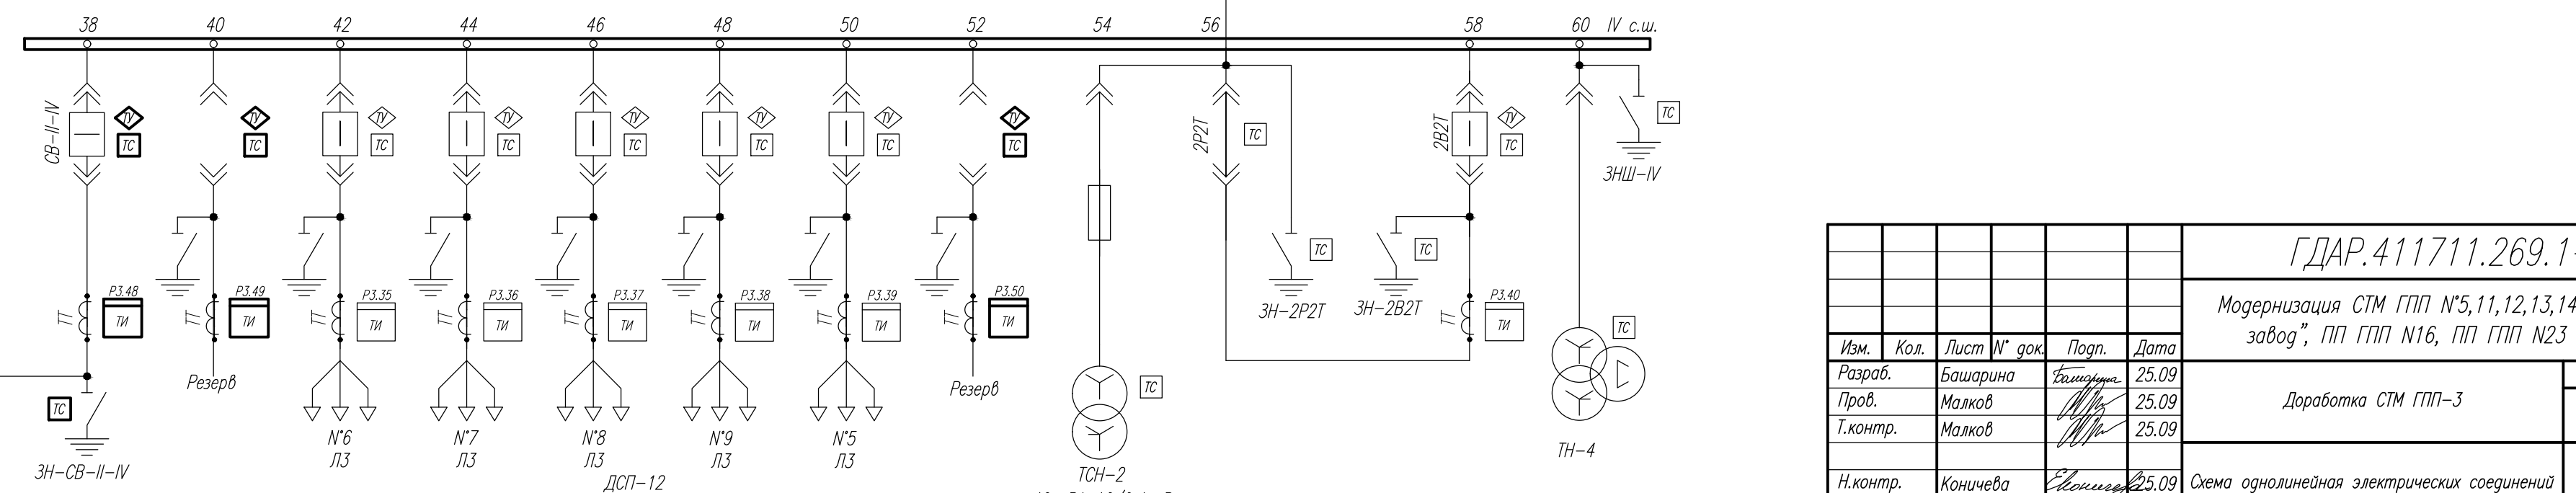 38 40 42 44 46 48 50 52 54 56 58 60 IV с.ш.
СВ-II-IV ТУ ТУ ТУ ТУ ТУ ТУ ТУ ТУ 2Р2Т ТС 2В2Т ТУ ТС
ТС ТС ТС ТС ТС ТС ТС ТС ТС
ЗНШ-IV
ТС ТС
ЗН-2Р2Т ЗН-2В2Т
Р3.48 Р3.49 Р3.35 Р3.36 Р3.37 Р3.38 Р3.39 Р3.50 Р3.40
ТТ ТИ ТТ ТИ ТТ ТИ ТТ ТИ ТТ ТИ ТТ ТИ ТТ ТИ ТТ ТИ ТТ ТИ
ТС
Резерв Резерв
ТС
ТС
ЗН-СВ-II-IV
N°6 N°7 N°8 N°9 N°5
ЛЗ ЛЗ ЛЗ ЛЗ ЛЗ
ДСП-12
ТСН-2
ТН-4
ГДАР.411711.269.1
Модернизация СТМ ГПП N°5,11,12,13,14
завод", ПП ГПП N16, ПП ГПП N23
Изм. Кол. Лист N° док. Подп. Дата
Разраб. Башарина 25.09
Пров. Малков 25.09
Т.контр. Малков 25.09
Доработка СТМ ГПП-3
Н.контр. Коничева 25.09
Схема однолинейная электрических соединений